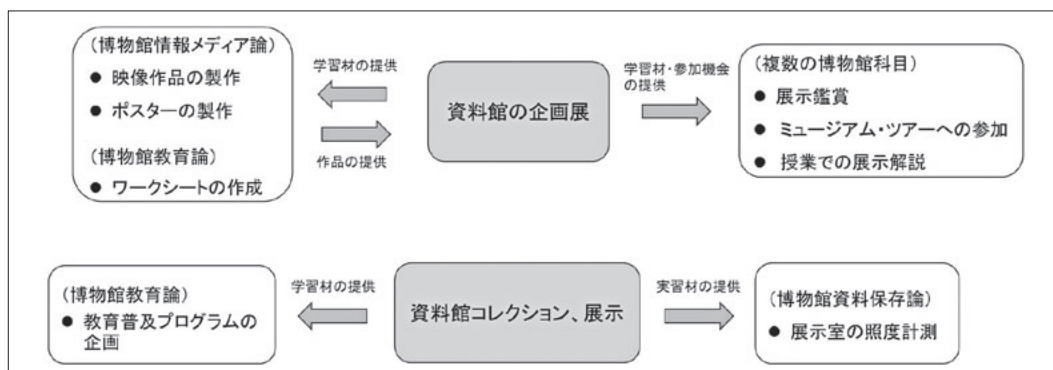 (博物館情報メディア論)
● 映像作品の製作
● ポスターの製作
(博物館教育論)
● ワークシートの作成
学習材の提供
作品の提供
資料館の企画展
学習材・参加機会
の提供
(複数の博物館科目)
● 展示鑑賞
● ミュージアム・ツアーへの参加
● 授業での展示解説
(博物館教育論)
● 教育普及プログラムの
企画
学習材の提供
資料館コレクション、展示
実習材の提供
(博物館資料保存論)
● 展示室の照度計測